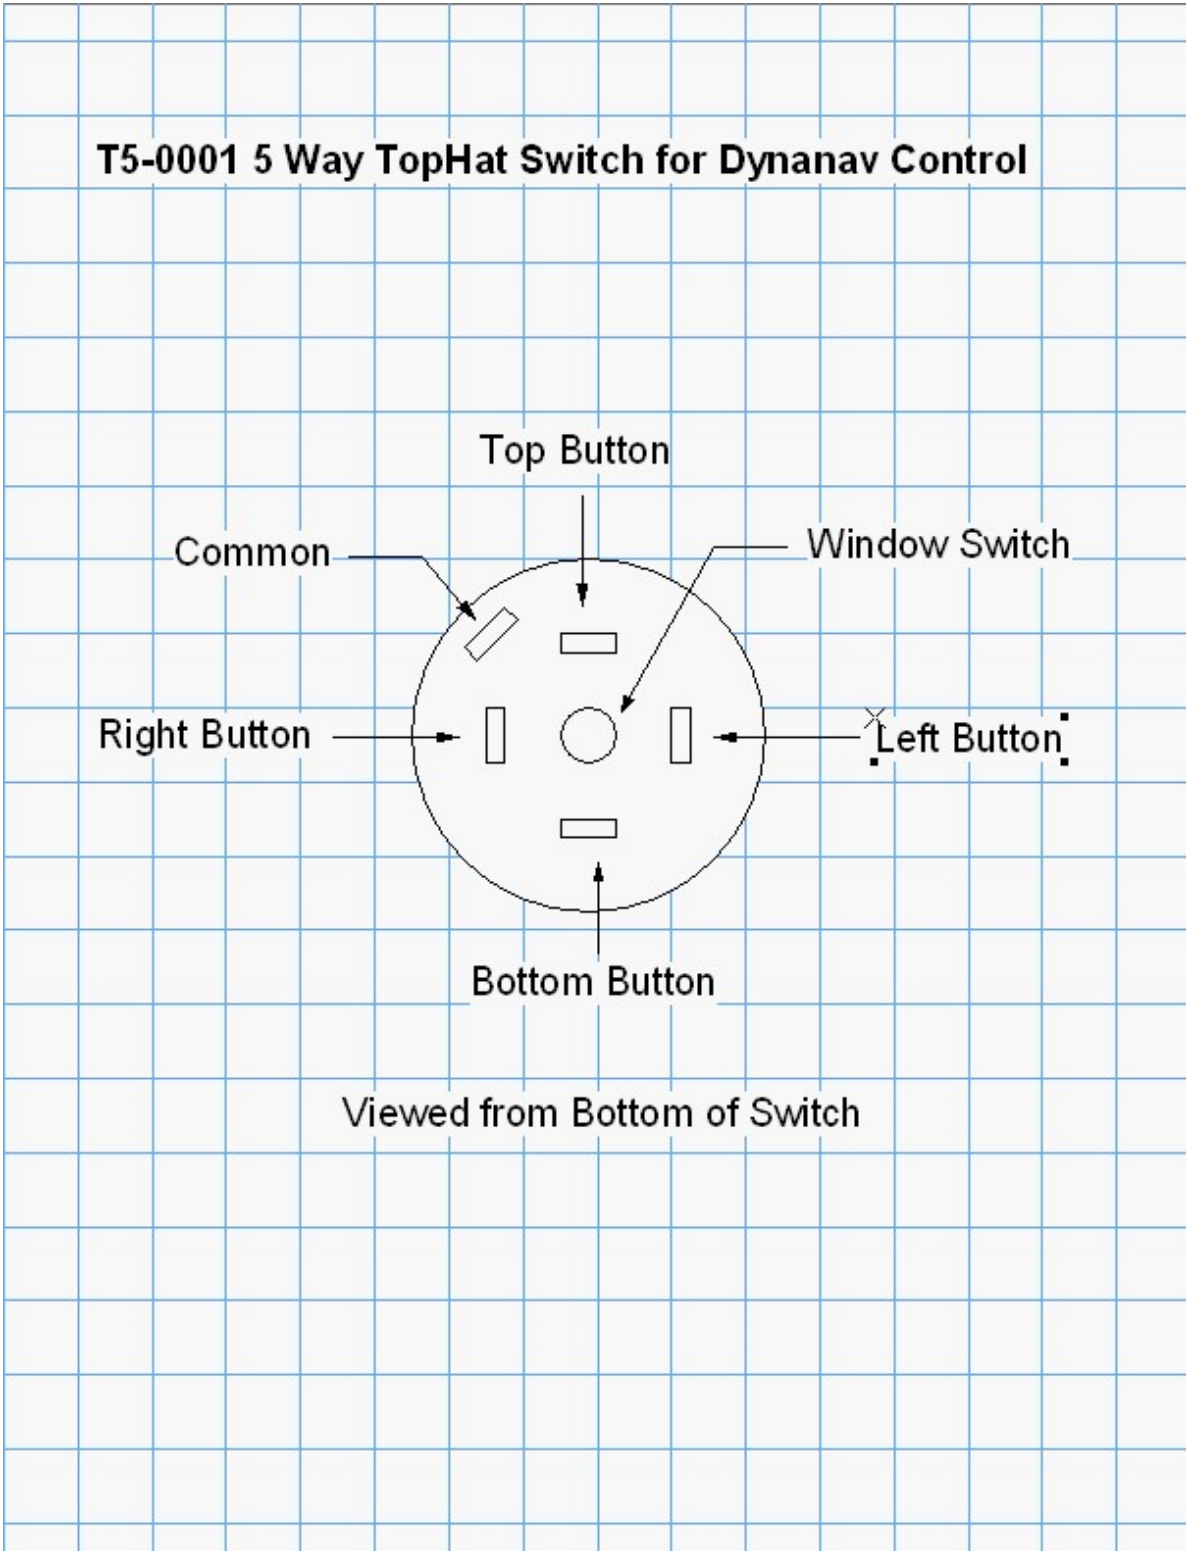 T5-0001 5 Way TopHat Switch for Dynanav Control
Top Button
Common
Window Switch
Right Button
Left Button
Bottom Button
Viewed from Bottom of Switch